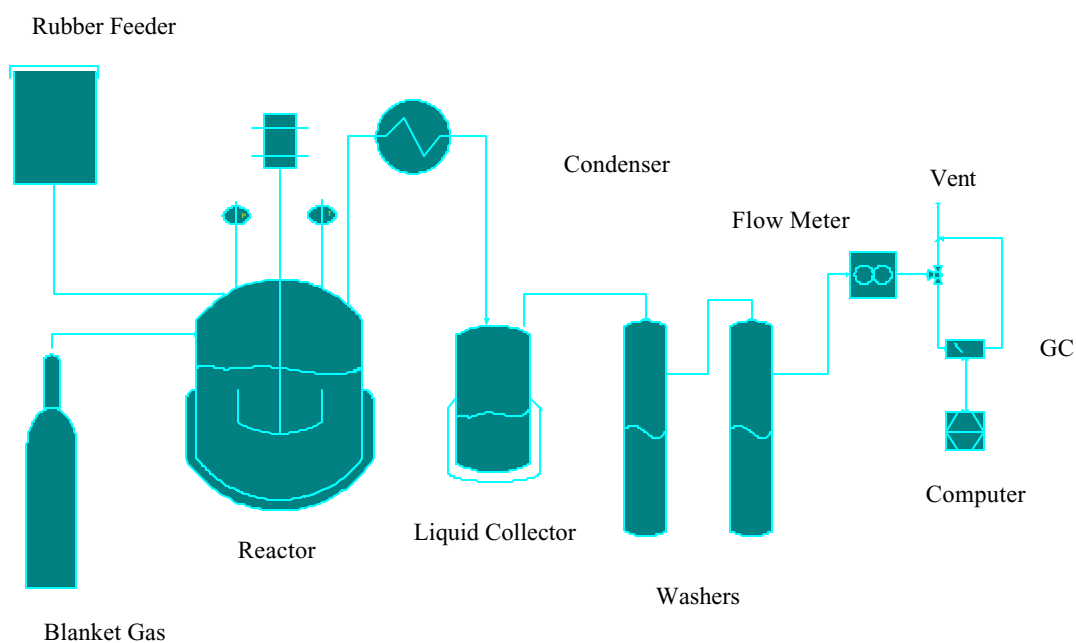 Rubber Feeder
Condenser
Vent
Flow Meter
GC
Computer
Liquid Collector
Reactor
Washers
Blanket Gas